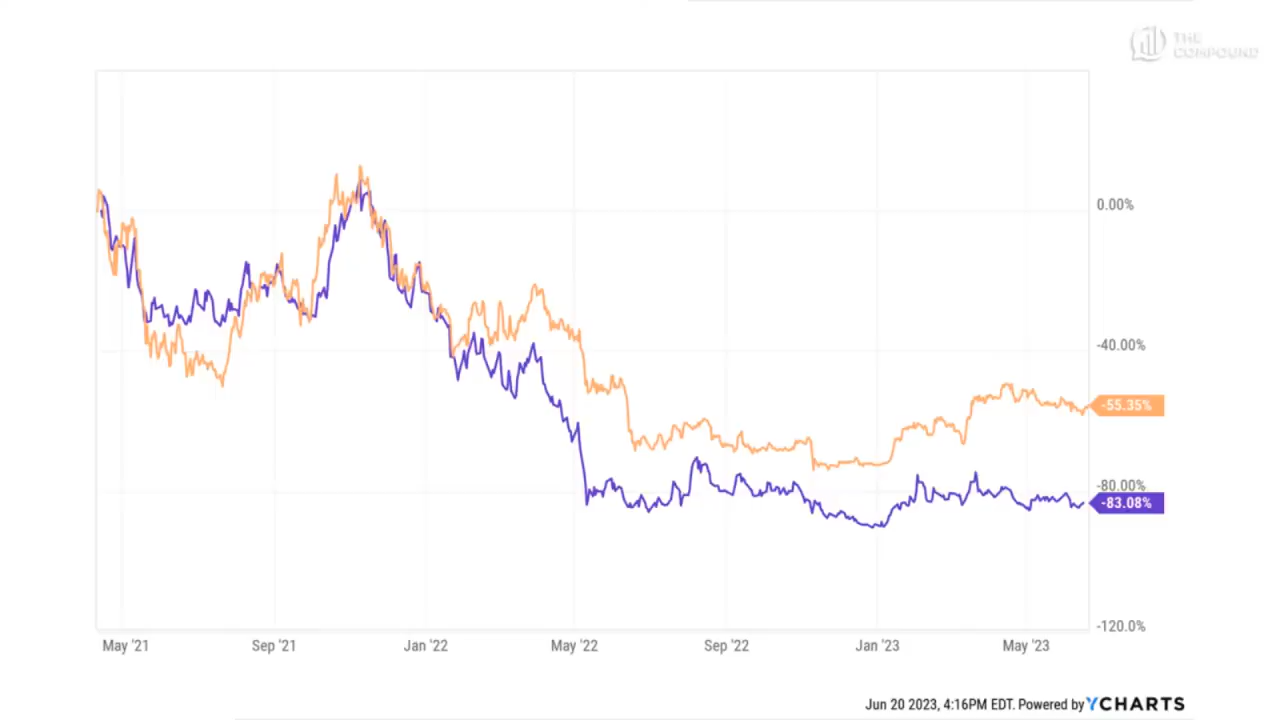 THE
COMPOUND
0.00%
-40.00%
-55.35%
-80.00%
-83.08%
-120.0%
May '21
Sep '21
Jan '22
May '22
Sep '22
Jan '23
May '23
Jun 20 2023, 4:16PM EDT. Powered by YCHARTS